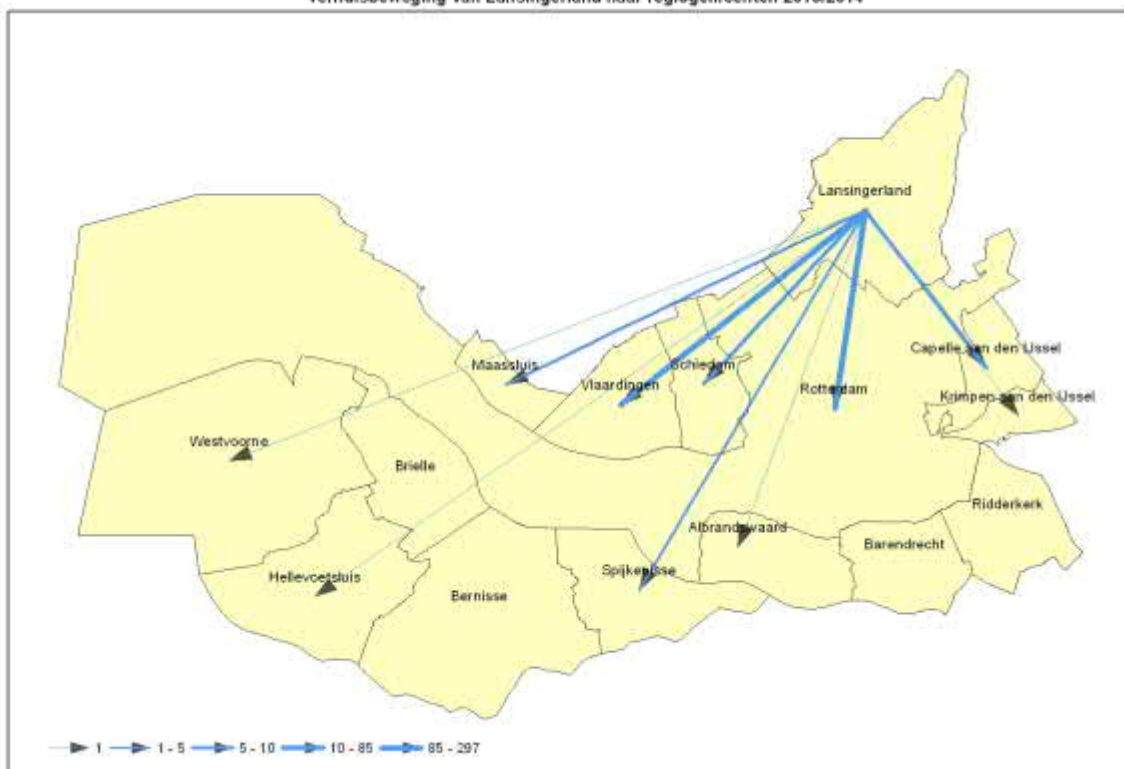 Lansingerland
Capelle aan den IJssel
Maassluis
Schiedam
Vlaardingen
Rotterdam
Krimpen aan den IJssel
Westvoorne
Brielle
Ridderkerk
Albrandswaard
Barendrecht
Hellevoetsluis
Spijkenisse
Bernisse
1 1 - 5 5 - 10 10 - 85 85 - 297